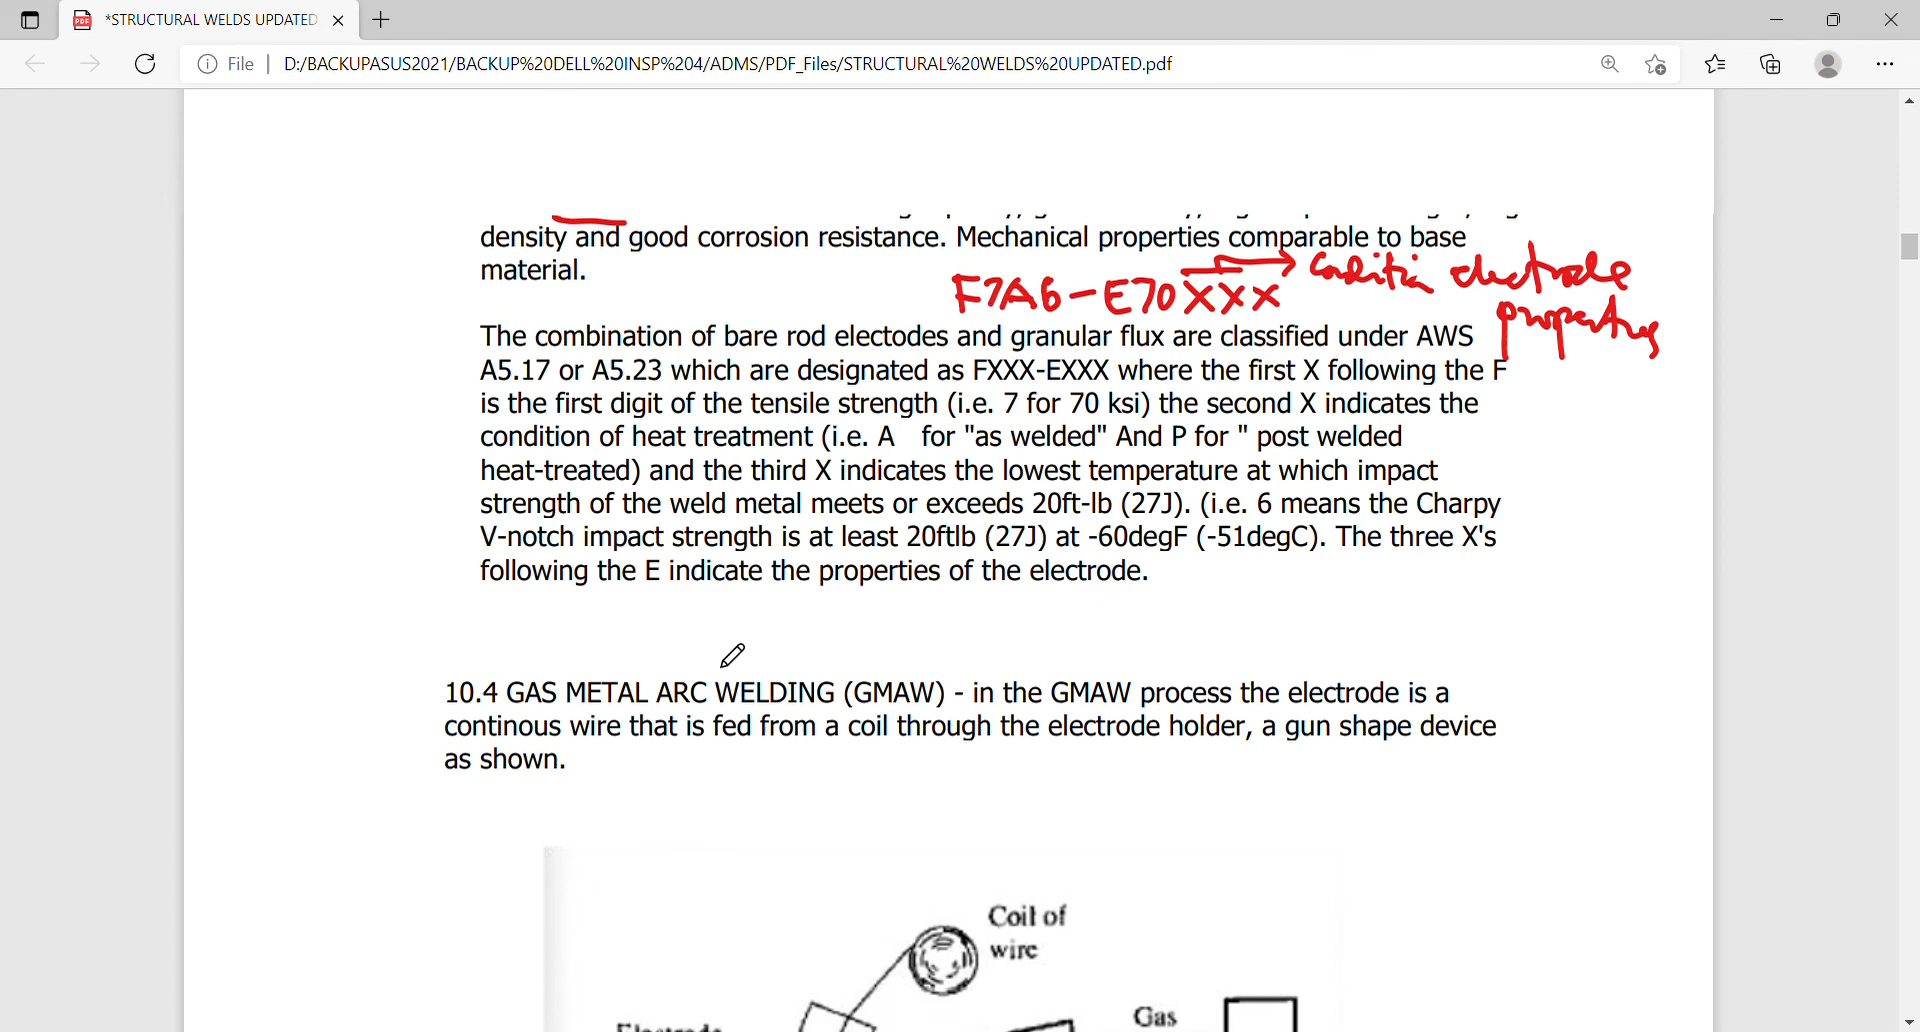 *STRUCTURAL WELDS UPDATED
File
D:/BACKUPASUS2021/BACKUP%20DELL%20INSP%204/ADMS/PDF_Files/STRUCTURAL%20WELDS%20UPDATED.pdf
density and good corrosion resistance. Mechanical properties comparable to base
material.
F7A6-E70XXX
Condition electrode
properties
The combination of bare rod electodes and granular flux are classified under AWS
A5.17 or A5.23 which are designated as FXXX-EXXX where the first X following the F
is the first digit of the tensile strength (i.e. 7 for 70 ksi) the second X indicates the
condition of heat treatment (i.e. A for "as welded" And P for " post welded
heat-treated) and the third X indicates the lowest temperature at which impact
strength of the weld metal meets or exceeds 20ft-lb (27J). (i.e. 6 means the Charpy
V-notch impact strength is at least 20ftlb (27J) at -60degF (-51degC). The three X's
following the E indicate the properties of the electrode.
10.4 GAS METAL ARC WELDING (GMAW) - in the GMAW process the electrode is a
continous wire that is fed from a coil through the electrode holder, a gun shape device
as shown.
Coil of
wire
Gas